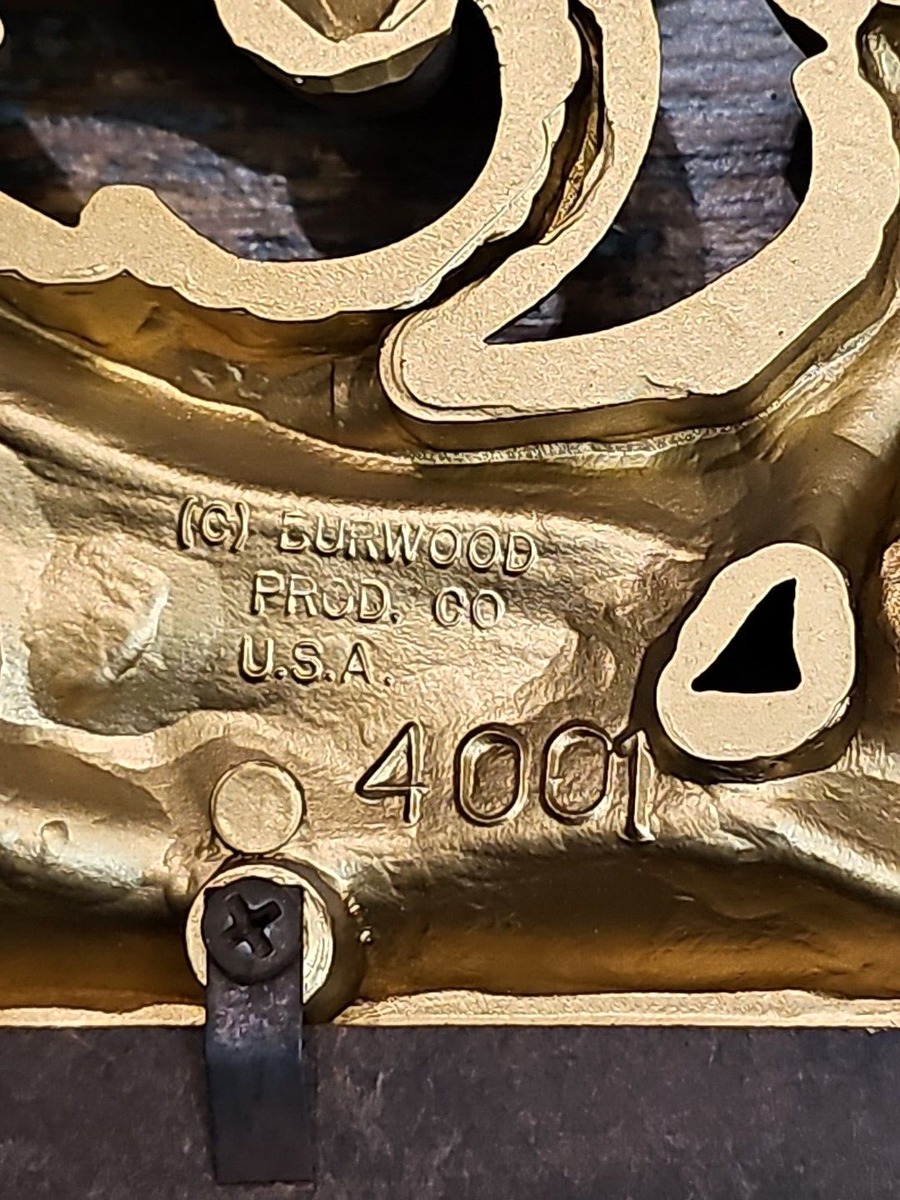 (C) BURWOOD
PROD. CO
U.S.A.
4001